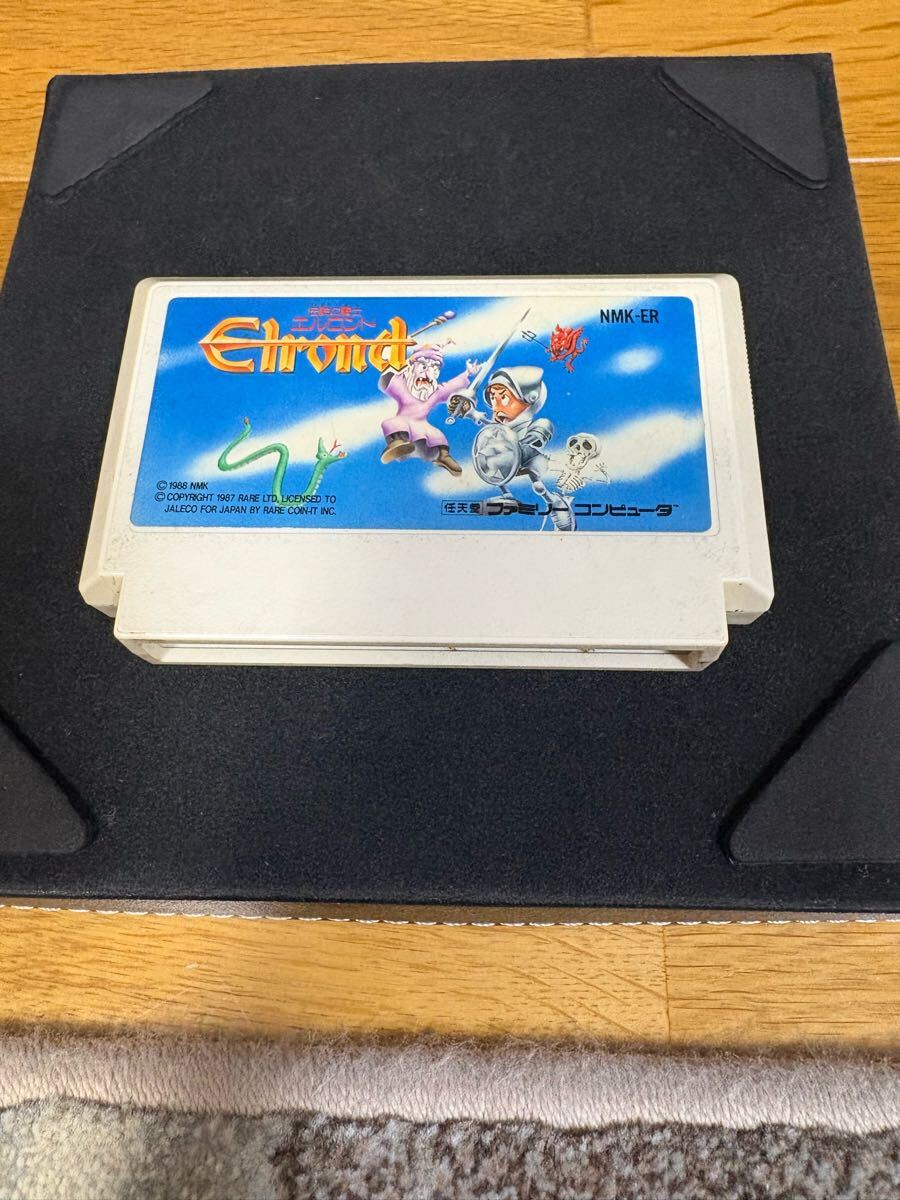 伝説の騎士
エルロンド
Elrond
NMK-ER
© 1988 NMK
© COPYRIGHT 1987 RARE LTD, LICENSED TO
JALECO FOR JAPAN BY RARE COIN-IT INC.
任天堂 ファミリー コンピュータ™